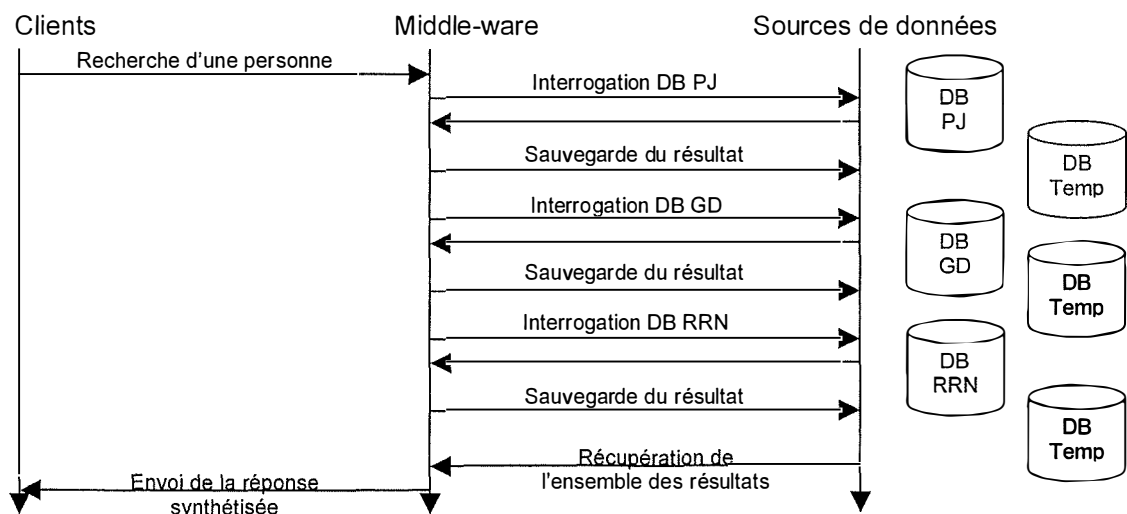 Clients
Middle-ware
Sources de données
Recherche d'une personne
Interrogation DB PJ
DB
PJ
Sauvegarde du résultat
DB
Temp
Interrogation DB GD
DB
GD
Sauvegarde du résultat
DB
Temp
Interrogation DB RRN
DB
RRN
Sauvegarde du résultat
DB
Temp
Récupération de
l'ensemble des résultats
Envoi de la réponse
synthétisée